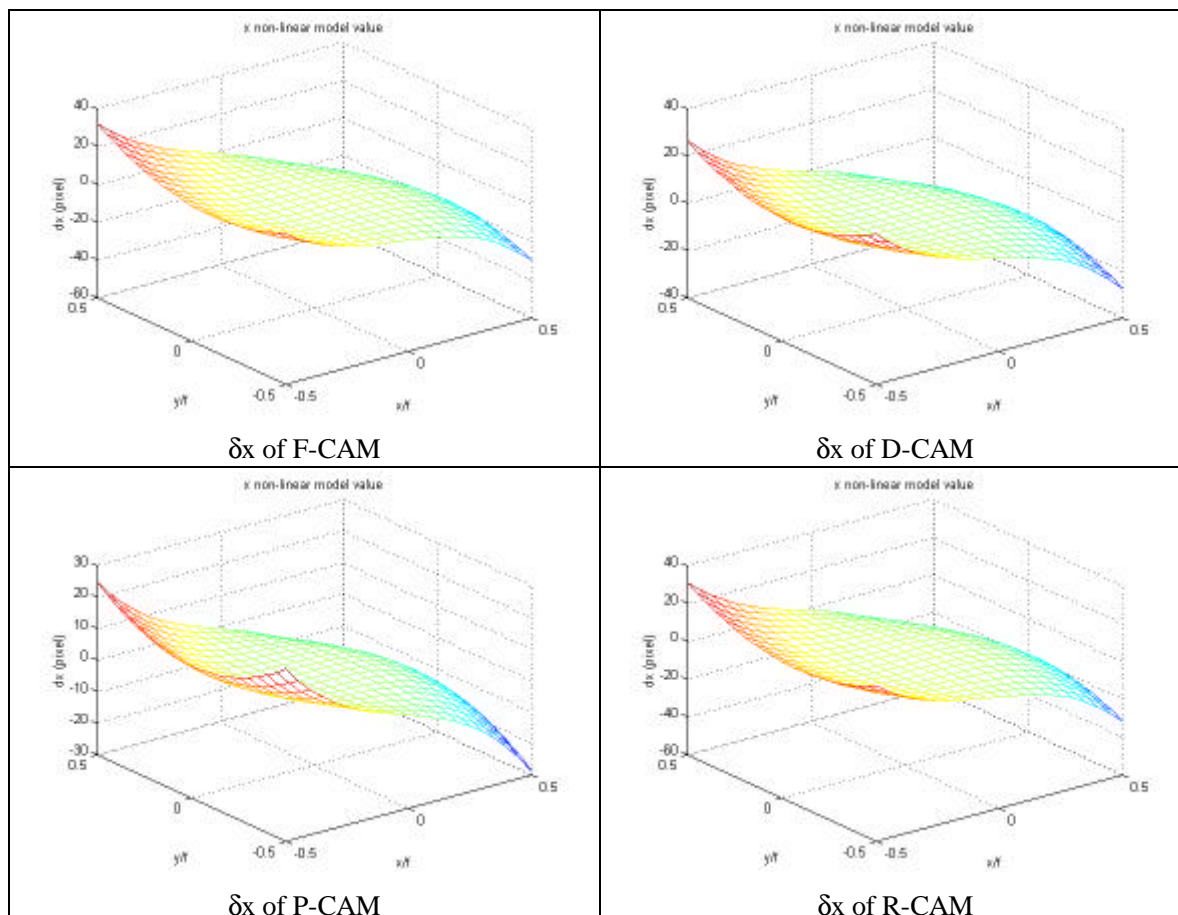 x non-linear model value
40
20
0
-20
-40
-60
dx (pixel)
0.5
0
-0.5
y/f
-0.5
0
0.5
x/f
δx of F-CAM
x non-linear model value
40
20
0
-20
-40
dx (pixel)
0.5
0
-0.5
y/f
-0.5
0
0.5
x/f
δx of D-CAM
x non-linear model value
30
20
10
0
-10
-20
-30
dx (pixel)
0.5
0
-0.5
y/f
-0.5
0
0.5
x/f
δx of P-CAM
x non-linear model value
40
20
0
-20
-40
-60
dx (pixel)
0.5
0
-0.5
y/f
-0.5
0
0.5
x/f
δx of R-CAM